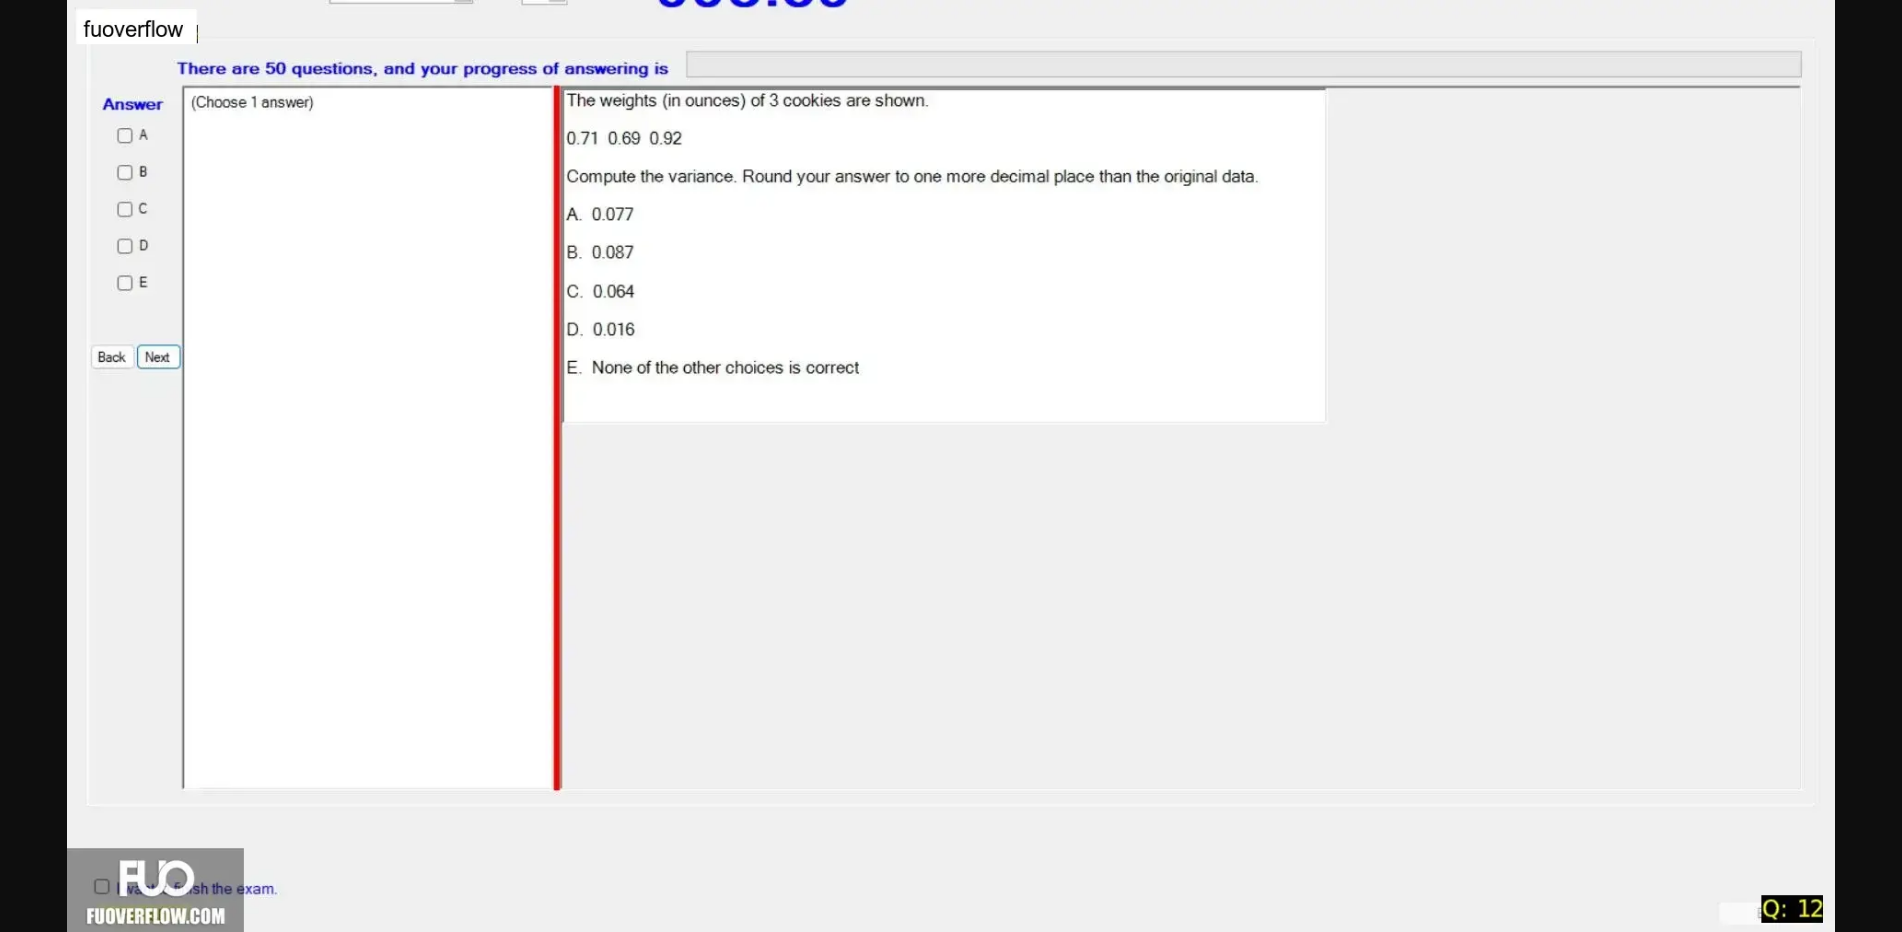 fuoverflow
There are 50 questions, and your progress of answering is
Answer
A
B
C
D
E
Back Next
(Choose 1 answer)
The weights (in ounces) of 3 cookies are shown.
0.71 0.69 0.92
Compute the variance. Round your answer to one more decimal place than the original data.
A. 0.077
B. 0.087
C. 0.064
D. 0.016
E. None of the other choices is correct
FUO
sh the exam.
FUOVERFLOW.COM
Q: 12